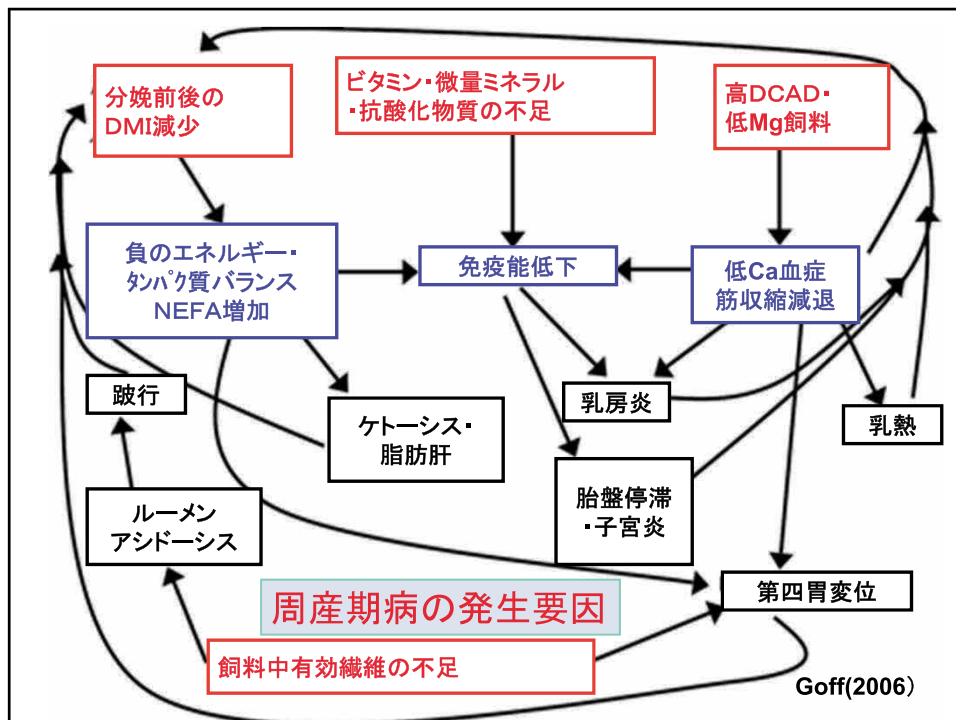 分娩前後の
DMI減少
ビタミン・微量ミネラル
・抗酸化物質の不足
高DCAD・
低Mg飼料
負のエネルギー・
タンパク質バランス
NEFA増加
免疫能低下
低Ca血症
筋収縮減退
跛行
ケトーシス・
脂肪肝
乳房炎
乳熱
ルーメン
アシドーシス
胎盤停滞
・子宮炎
第四胃変位
周産期病の発生要因
飼料中有効繊維の不足
Goff(2006)